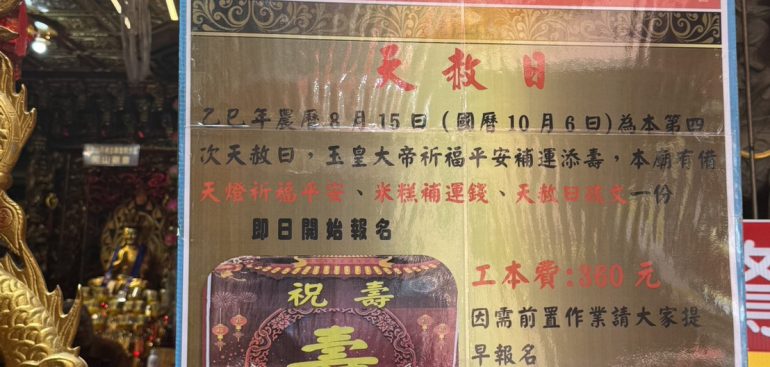 天赦日
乙巳年農曆8月15日(國曆10月6日)為本第四
次天赦日,玉皇大帝祈福平安補運添壽,本廟有備
天燈祈福平安、米糕補運錢、天赦日疏文一份
即日開始報名
祝壽
壽
工本費:360元
因需前置作業請大家提
早報名